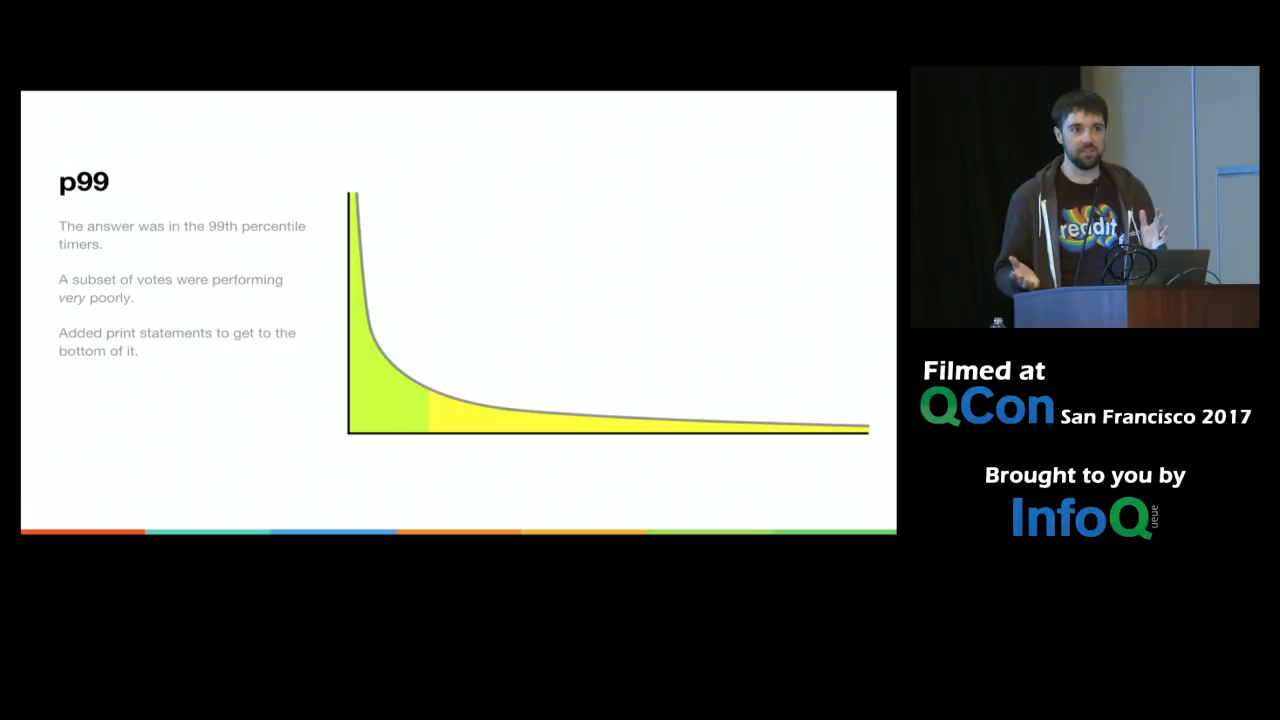 p99
The answer was in the 99th percentile
timers.
A subset of votes were performing
very poorly.
Added print statements to get to the
bottom of it.
reddit
Filmed at
QCon San Francisco 2017
Brought to you by
InfoQ
ueue